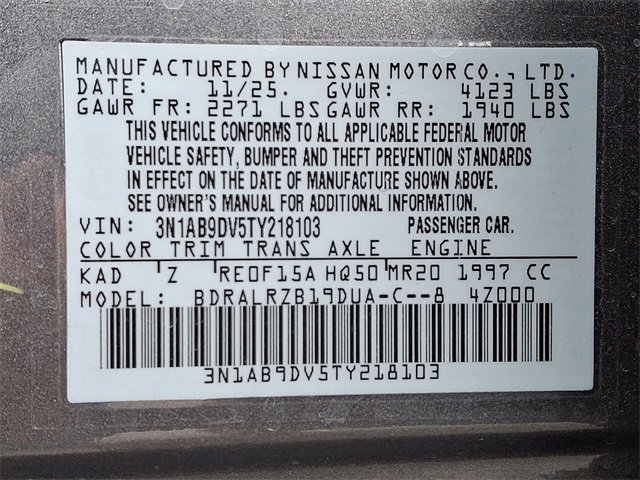 MANUFACTURED BY NISSAN MOTOR CO., LTD.
DATE: 11/25. GVWR: 4123 LBS
GAWR FR: 2271 LBS GAWR RR: 1940 LBS
THIS VEHICLE CONFORMS TO ALL APPLICABLE FEDERAL MOTOR
VEHICLE SAFETY, BUMPER AND THEFT PREVENTION STANDARDS
IN EFFECT ON THE DATE OF MANUFACTURE SHOWN ABOVE.
SEE OWNER'S MANUAL FOR ADDITIONAL INFORMATION.
VIN: 3N1AB9DV5TY218103 PASSENGER CAR.
COLOR TRIM TRANS AXLE ENGINE
KAD Z RE0F15A HQ50 MR20 1997 CC
MODEL: BDRALRZB19DUA-C--8 4Z000
3N1AB9DV5TY218103